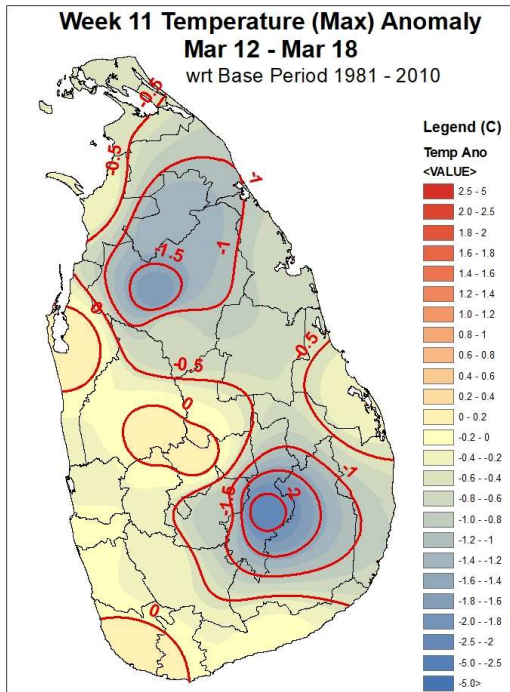 Week 11 Temperature (Max) Anomaly
Mar 12 - Mar 18
wrt Base Period 1981 - 2010
Legend (C)
Temp Ano
<VALUE>
2.5 - 5
2.0 - 2.5
1.8 - 2
1.6 - 1.8
1.4 - 1.6
1.2 - 1.4
1.0 - 1.2
0.8 - 1
0.6 - 0.8
0.4 - 0.6
0.2 - 0.4
0 - 0.2
-0.2 - 0
-0.4 - -0.2
-0.6 - -0.4
-0.8 - -0.6
-1.0 - -0.8
-1.2 - -1
-1.4 - -1.2
-1.6 - -1.4
-1.8 - -1.6
-2.0 - -1.8
-2.5 - -2
-5.0 - -2.5
-5.0>
-0.5
-1
-0.5
-1
-1
-1.5
0
-0.5
-0.5
0
-1
-1.5
-2
0